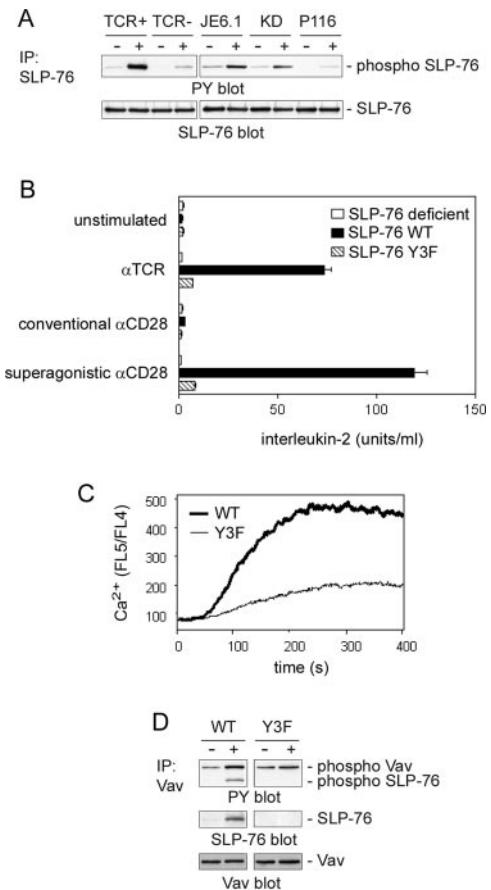 A
TCR+ TCR- JE6.1 KD P116
- + - + - + - + - +
IP:
SLP-76
- phospho SLP-76
PY blot
- SLP-76
SLP-76 blot
B
unstimulated
αTCR
conventional αCD28
superagonistic αCD28
SLP-76 deficient
SLP-76 WT
SLP-76 Y3F
0 50 100 150
interleukin-2 (units/ml)
C
Ca2+ (FL5/FL4)
500
400
300
200
100
WT
Y3F
0 100 200 300 400
time (s)
D
WT Y3F
- + - +
IP:
Vav
- phospho Vav
- phospho SLP-76
PY blot
- SLP-76
SLP-76 blot
- Vav
Vav blot